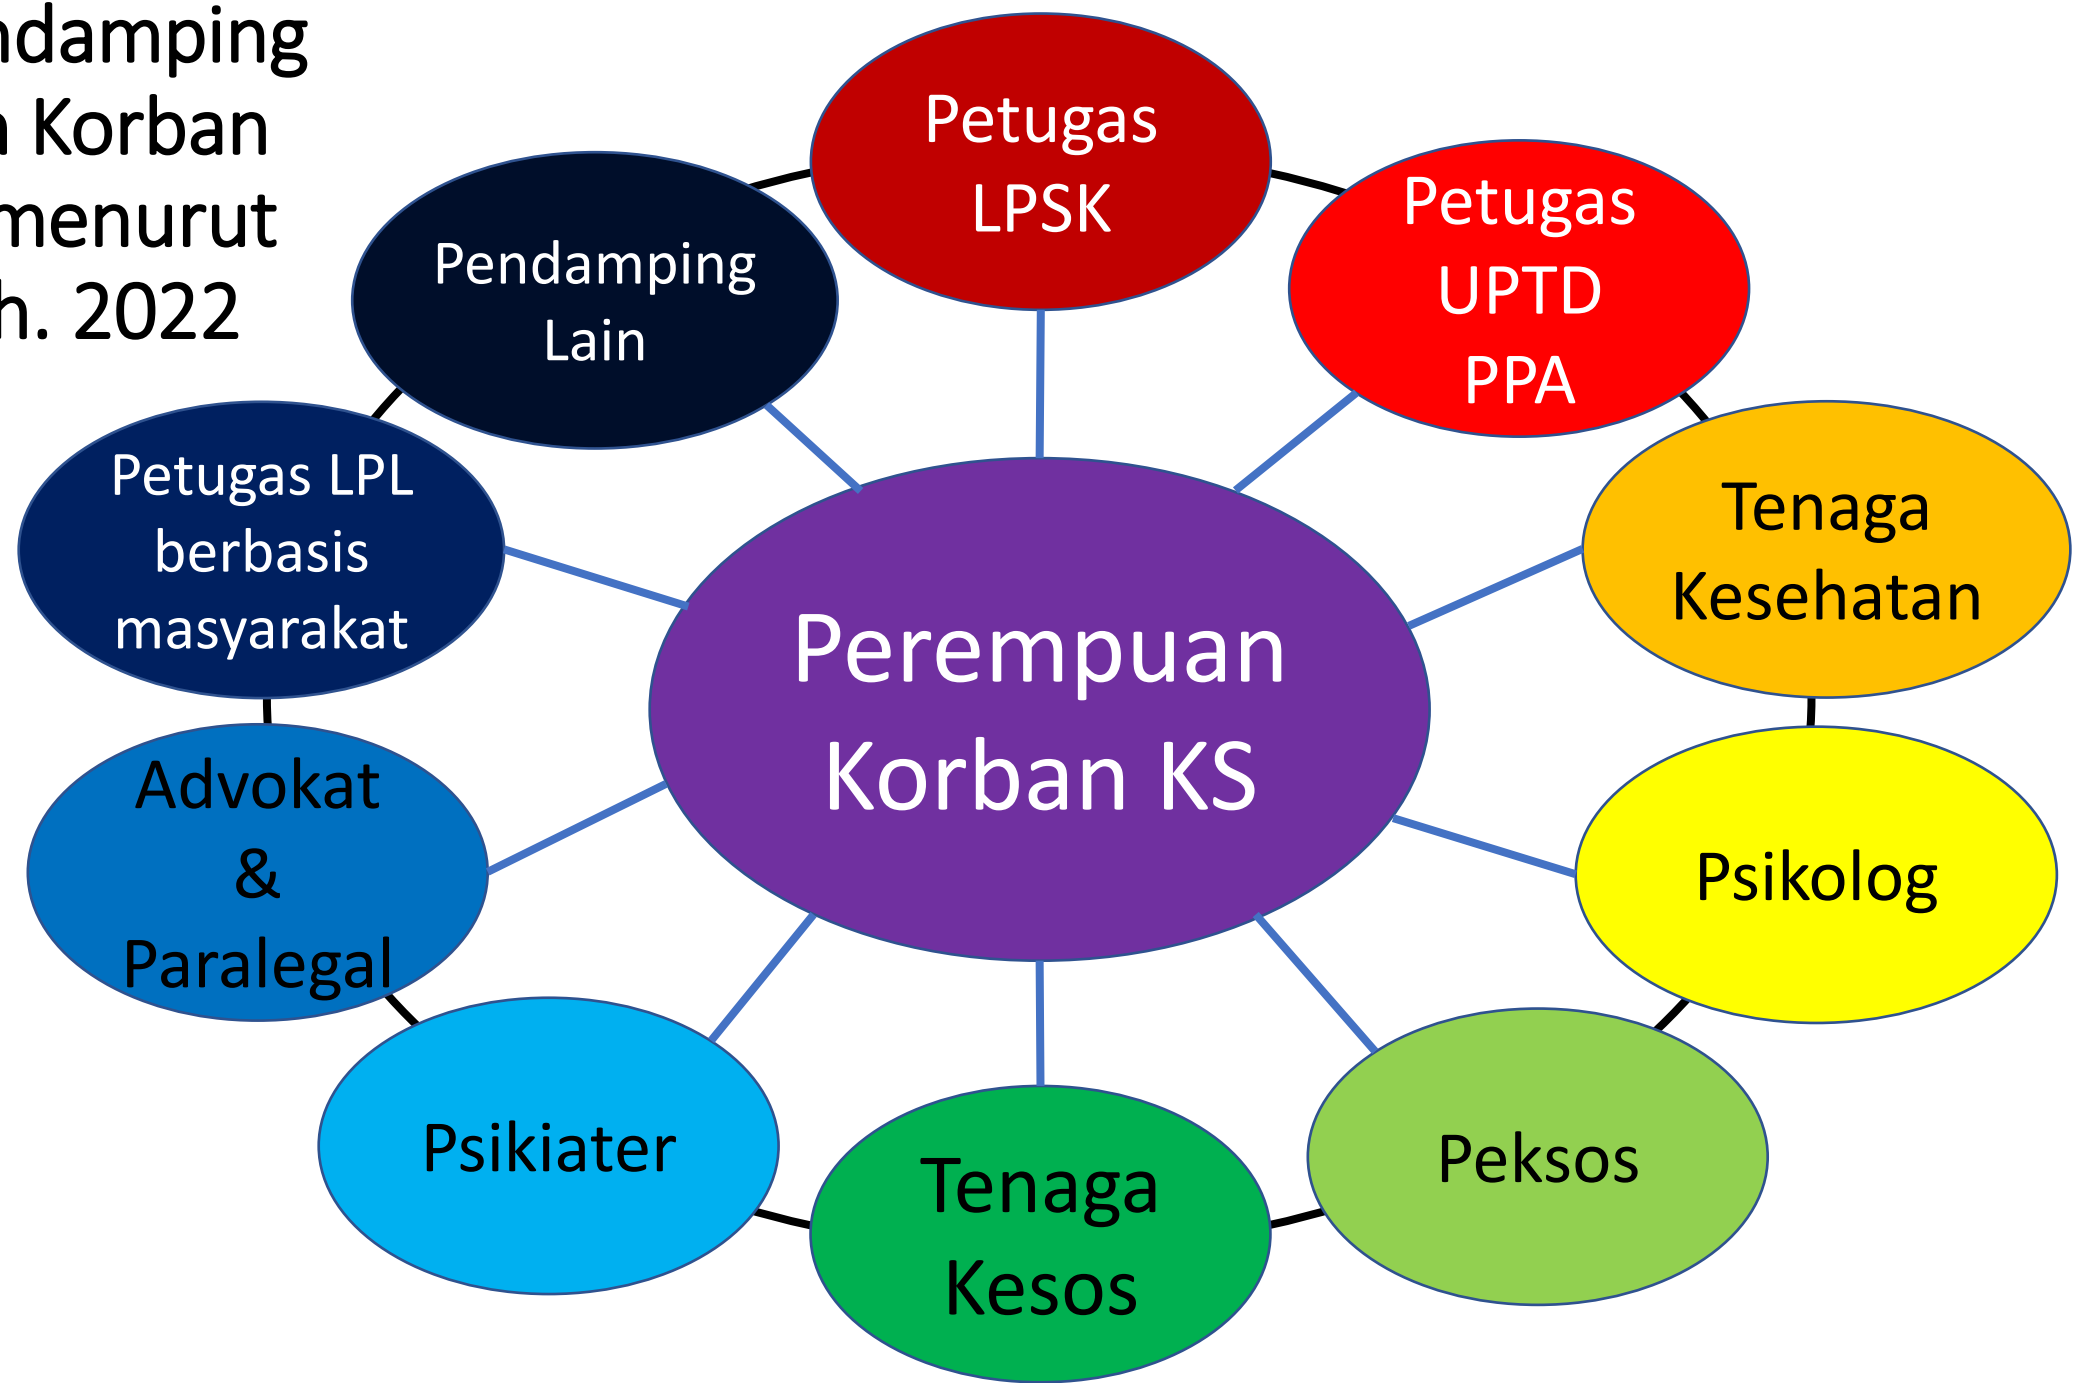 ndamping
Korban
menurut
h. 2022
Petugas
LPSK
Petugas
UPTD
PPA
Tenaga
Kesehatan
Psikolog
Peksos
Tenaga
Kesos
Psikiater
Advokat
&
Paralegal
Petugas LPL
berbasis
masyarakat
Pendamping
Lain
Perempuan
Korban KS